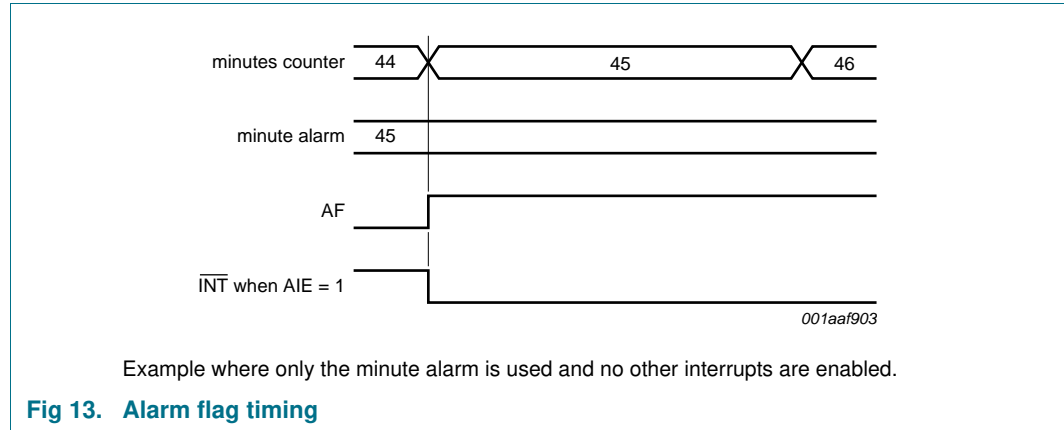 minutes counter 44 45 46
minute alarm 45
AF
INT when AIE = 1
001aaf903
Example where only the minute alarm is used and no other interrupts are enabled.
Fig 13. Alarm flag timing